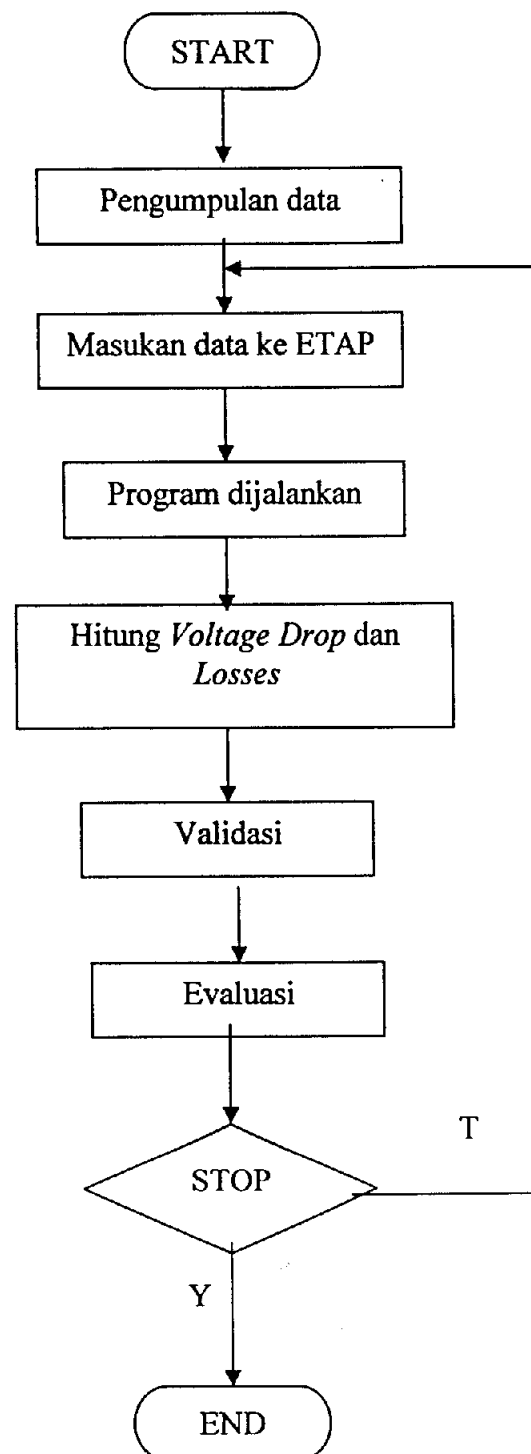 START
Pengumpulan data
Masukan data ke ETAP
Program dijalankan
Hitung Voltage Drop dan
Losses
Validasi
Evaluasi
T
STOP
Y
END